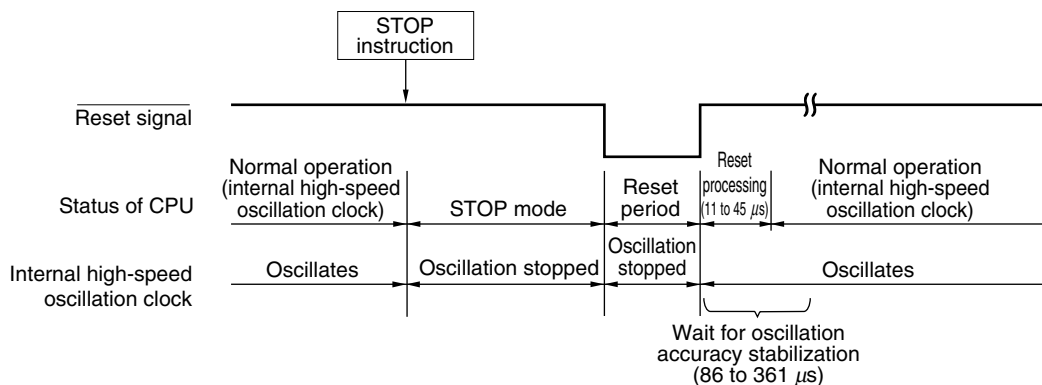 STOP
instruction
Reset signal
Normal operation
(internal high-speed
oscillation clock)
Status of CPU
STOP mode
Reset
period
Reset
processing
(11 to 45 μs)
Normal operation
(internal high-speed
oscillation clock)
Internal high-speed
oscillation clock
Oscillates
Oscillation stopped
Oscillation
stopped
Oscillates
Wait for oscillation
accuracy stabilization
(86 to 361 μs)